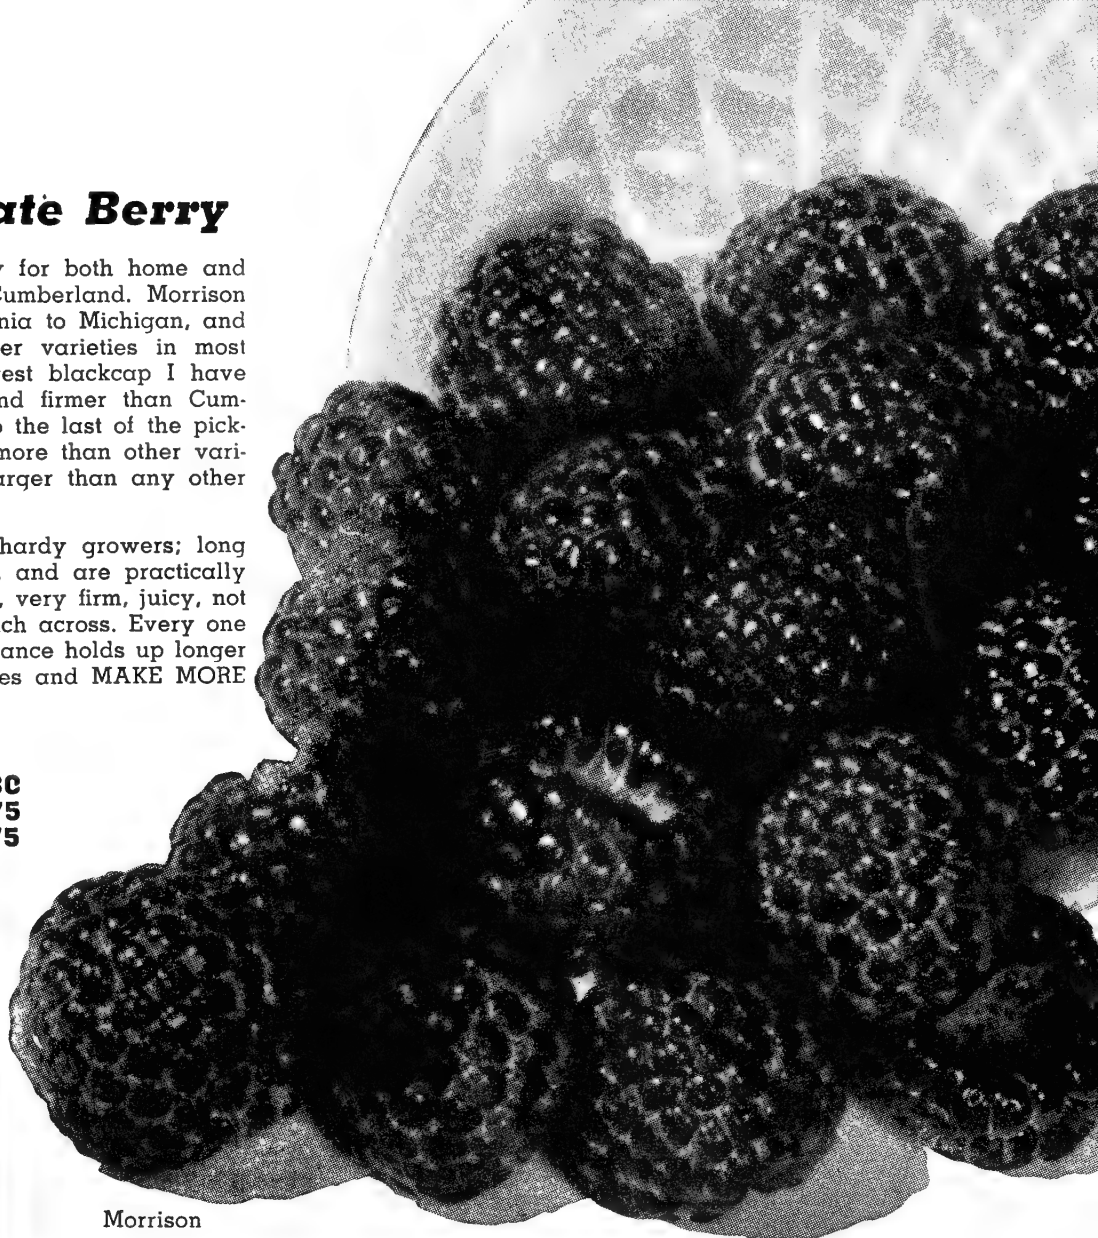 ate Berry
for both home and
Cumberland. Morrison
nia to Michigan, and
er varieties in most
est blackcap I have
nd firmer than Cum-
the last of the pick-
more than other vari-
arger than any other
hardy growers; long
and are practically
, very firm, juicy, not
ch across. Every one
ance holds up longer
es and MAKE MORE
C
75
75
Morrison